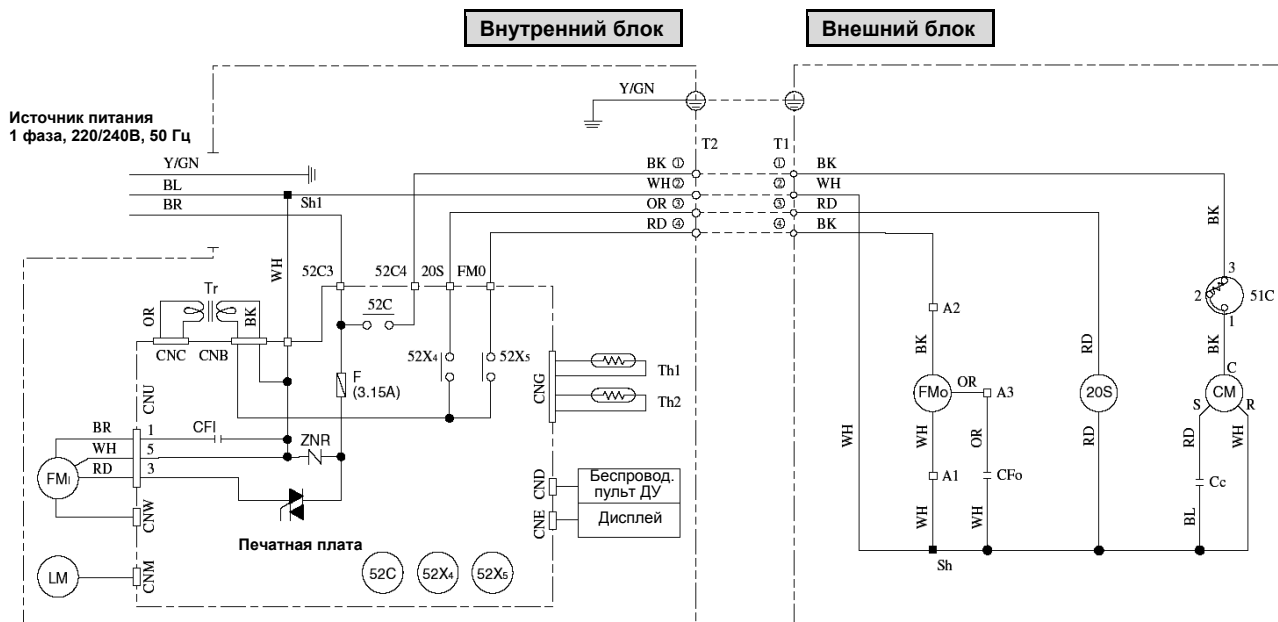 Внутренний блок
Внешний блок
Источник питания
1 фаза, 220/240В, 50 Гц
Y/GN
T2
T1
Y/GN
BL
BR
Sh1
BK ①
WH ②
OR ③
RD ④
① BK
② WH
③ RD
④ BK
WH
52C3
52C4
20S
FM0
Tr
OR
BK
52C
CNC
CNB
52X4
52X5
F
(3.15A)
CNG
Th1
Th2
CNU
BR
1
CFI
WH
5
ZNR
RD
3
FMI
CNW
LM
CNM
Печатная плата
52C
52X4
52X5
CND
Беспровод.
пульт ДУ
CNE
Дисплей
BK
3
2
51C
1
A2
BK
RD
BK
C
FMo
OR
A3
20S
S
CM
R
WH
WH
OR
RD
RD
WH
A1
CFo
Cc
WH
WH
BL
Sh